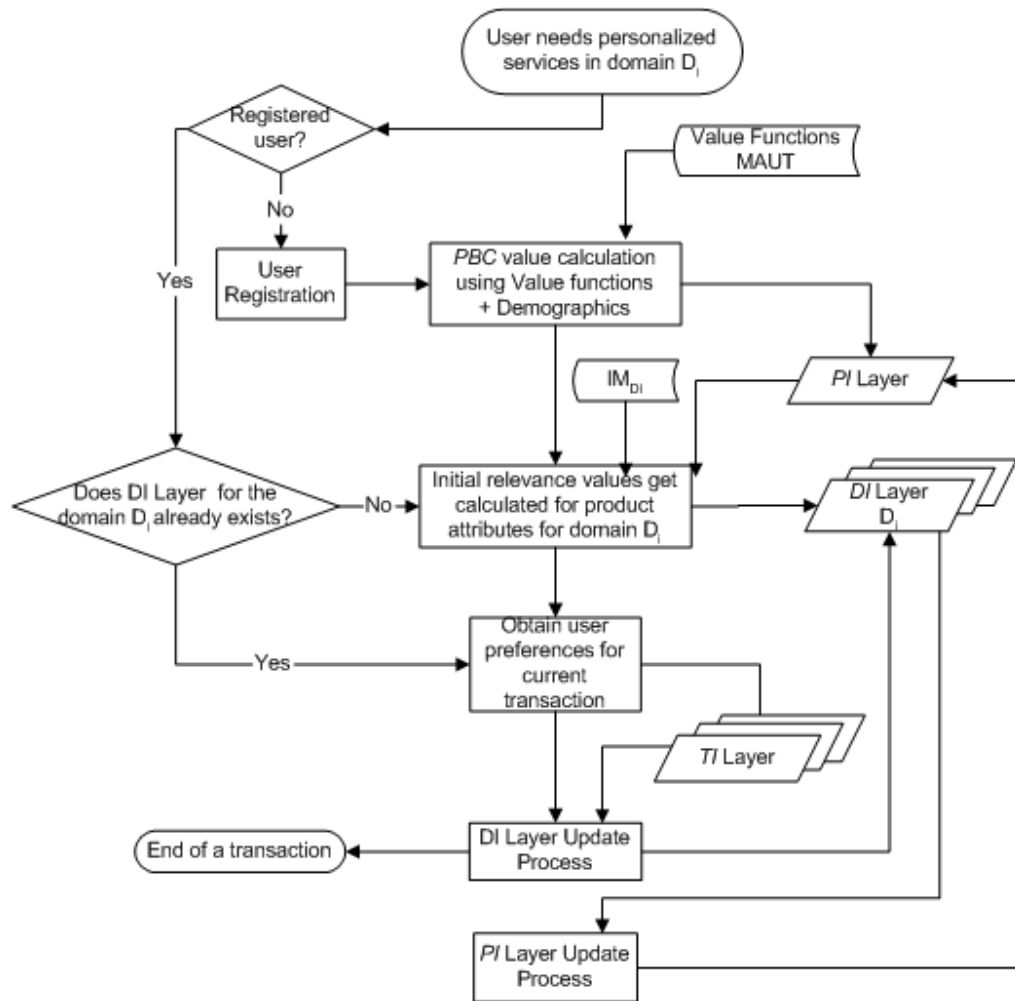 User needs personalized
services in domain Di
Registered
user?
Value Functions
MAUT
No
Yes
User
Registration
PBC value calculation
using Value functions
+ Demographics
IMDI
PI Layer
Does DI Layer for the
domain Di already exists?
No
Initial relevance values get
calculated for product
attributes for domain Di
DI Layer
Di
Obtain user
preferences for
current
transaction
Yes
TI Layer
DI Layer Update
Process
End of a transaction
PI Layer Update
Process